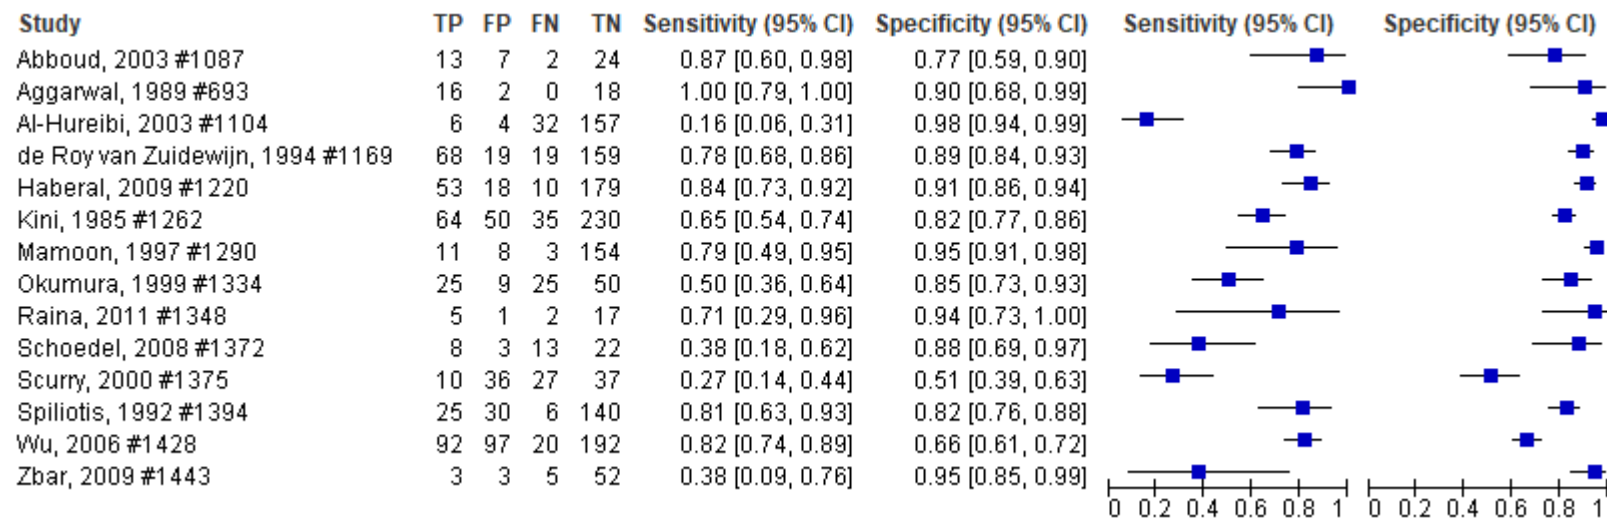 Study TP FP FN TN Sensitivity (95% CI) Specificity (95% CI) Sensitivity (95% CI) Specificity (95% CI)
Abboud, 2003 #1087 13 7 2 24 0.87 [0.60, 0.98] 0.77 [0.59, 0.90]
Aggarwal, 1989 #693 16 2 0 18 1.00 [0.79, 1.00] 0.90 [0.68, 0.99]
Al-Hureibi, 2003 #1104 6 4 32 157 0.16 [0.06, 0.31] 0.98 [0.94, 0.99]
de Roy van Zuidewijn, 1994 #1169 68 19 19 159 0.78 [0.68, 0.86] 0.89 [0.84, 0.93]
Haberal, 2009 #1220 53 18 10 179 0.84 [0.73, 0.92] 0.91 [0.86, 0.94]
Kini, 1985 #1262 64 50 35 230 0.65 [0.54, 0.74] 0.82 [0.77, 0.86]
Mamoon, 1997 #1290 11 8 3 154 0.79 [0.49, 0.95] 0.95 [0.91, 0.98]
Okumura, 1999 #1334 25 9 25 50 0.50 [0.36, 0.64] 0.85 [0.73, 0.93]
Raina, 2011 #1348 5 1 2 17 0.71 [0.29, 0.96] 0.94 [0.73, 1.00]
Schoedel, 2008 #1372 8 3 13 22 0.38 [0.18, 0.62] 0.88 [0.69, 0.97]
Scurry, 2000 #1375 10 36 27 37 0.27 [0.14, 0.44] 0.51 [0.39, 0.63]
Spiliotis, 1992 #1394 25 30 6 140 0.81 [0.63, 0.93] 0.82 [0.76, 0.88]
Wu, 2006 #1428 92 97 20 192 0.82 [0.74, 0.89] 0.66 [0.61, 0.72]
Zbar, 2009 #1443 3 3 5 52 0.38 [0.09, 0.76] 0.95 [0.85, 0.99]
0 0.2 0.4 0.6 0.8 1 0 0.2 0.4 0.6 0.8 1